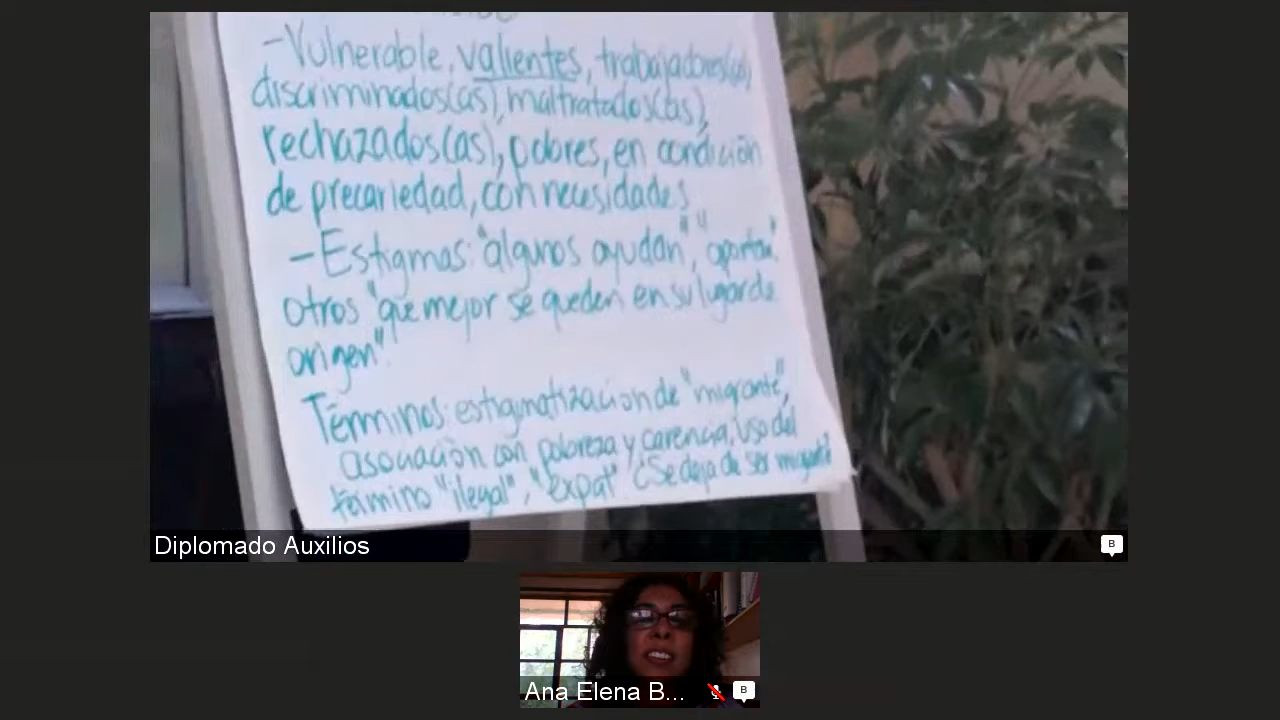 -Vulnerable, valientes, trabajadores(as),
discriminados(as), maltratados(as),
rechazados(as), pobres, en condición
de precariedad, con necesidades
-Estigmas: "algunos ayudan", "aportan"
otros "que mejor se queden en su lugar de
origen".
Términos: estigmatización de "migrante",
asociación con pobreza y carencia. Uso del
término "ilegal", "expat". ¿Se deja de ser migrante?
Diplomado Auxilios
B
Ana Elena B...
B